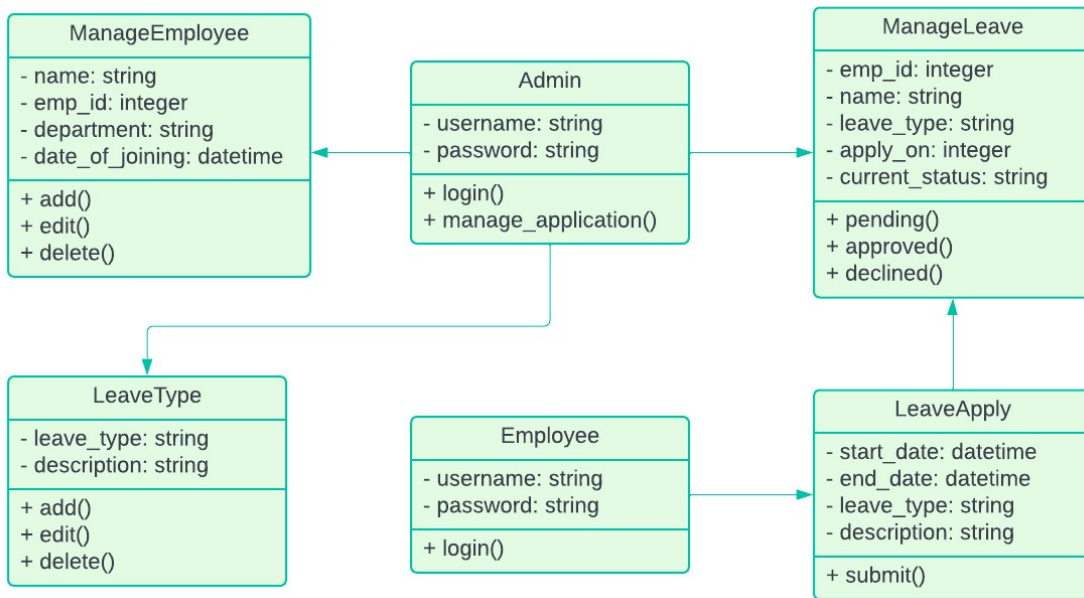 ManageEmployee
- name: string
- emp_id: integer
- department: string
- date_of_joining: datetime
+ add()
+ edit()
+ delete()
Admin
- username: string
- password: string
+ login()
+ manage_application()
ManageLeave
- emp_id: integer
- name: string
- leave_type: string
- apply_on: integer
- current_status: string
+ pending()
+ approved()
+ declined()
LeaveType
- leave_type: string
- description: string
+ add()
+ edit()
+ delete()
Employee
- username: string
- password: string
+ login()
LeaveApply
- start_date: datetime
- end_date: datetime
- leave_type: string
- description: string
+ submit()